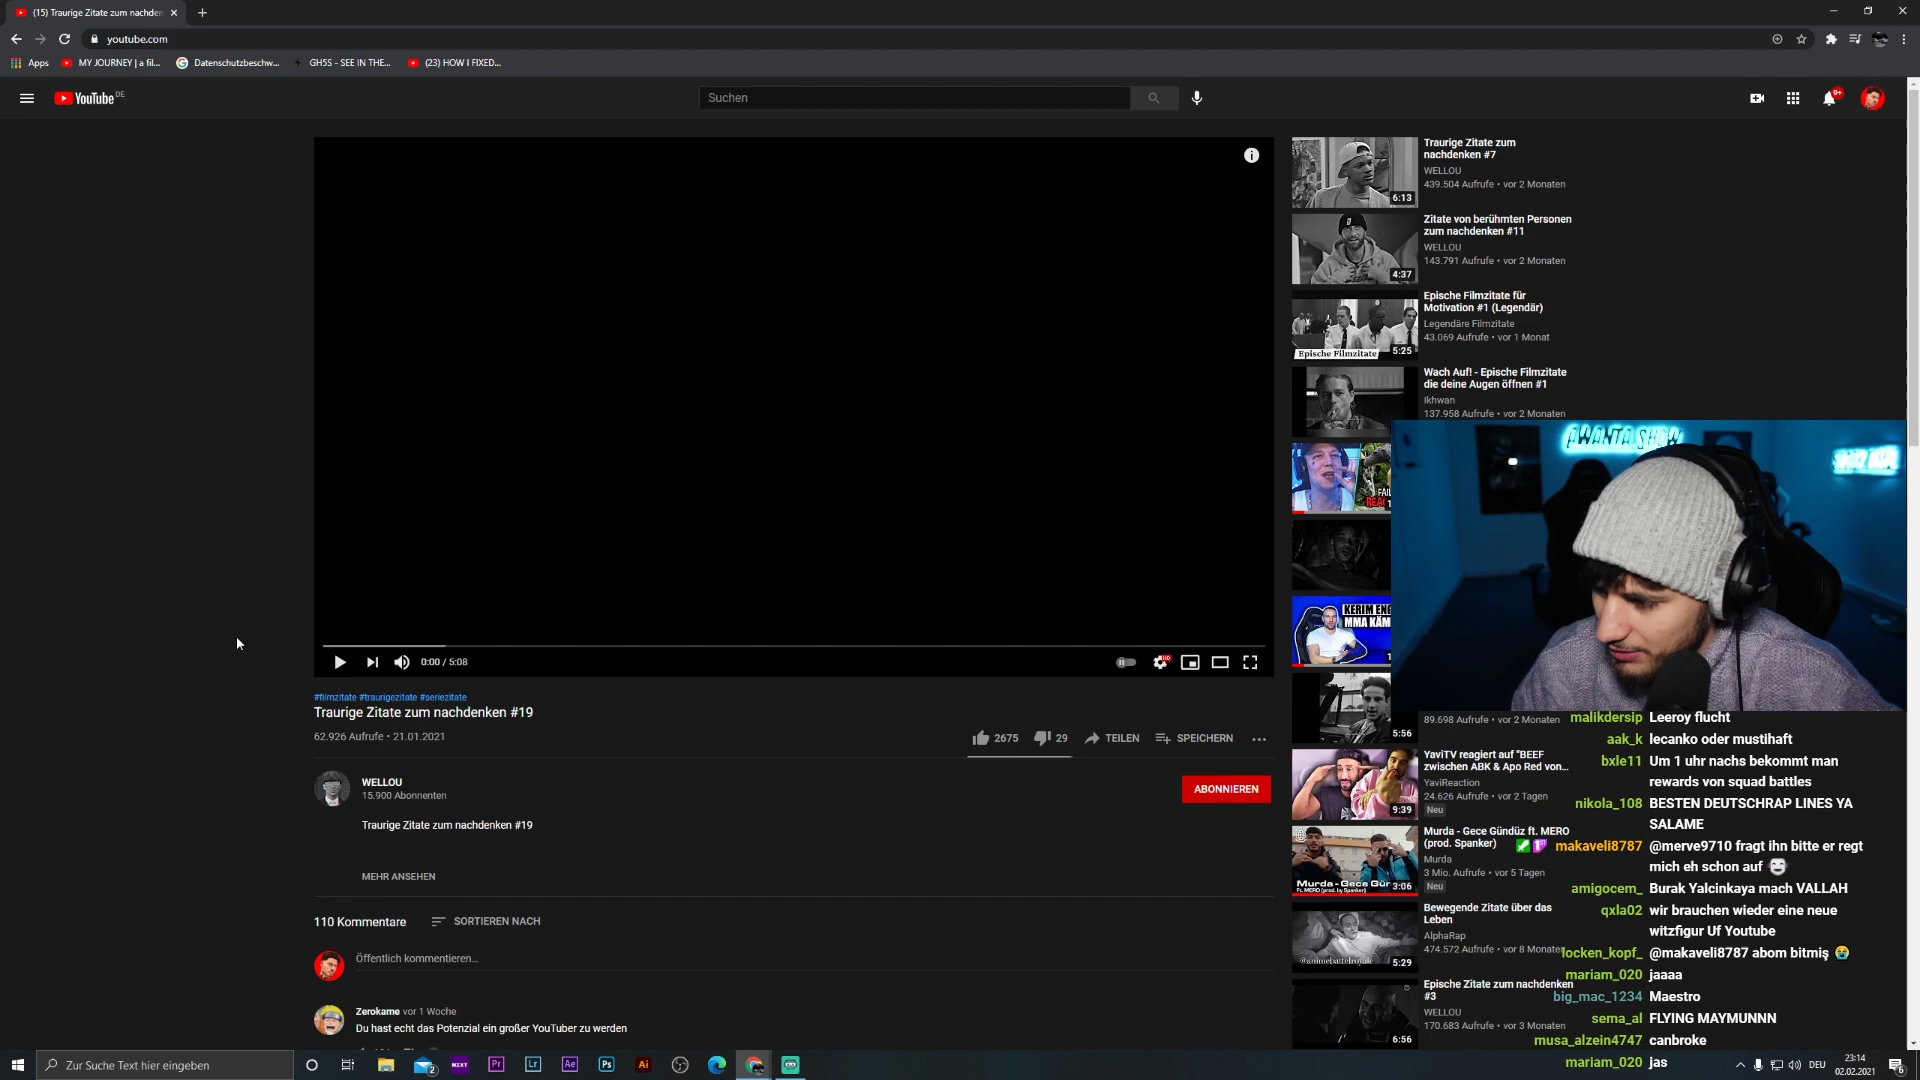 (15) Traurige Zitate zum nachden
youtube.com
Apps
MY JOURNEY | a fil...
Datenschutzbeschw...
GH5S - SEE IN THE...
(23) HOW I FIXED...
YouTube DE
Suchen
9+
0:00 / 5:08
#filmzitate #traurigezitate #seriezitate
Traurige Zitate zum nachdenken #19
62.926 Aufrufe • 21.01.2021
2675
29
TEILEN
SPEICHERN
WELLOU
15.900 Abonnenten
ABONNIEREN
Traurige Zitate zum nachdenken #19
MEHR ANSEHEN
110 Kommentare
SORTIEREN NACH
Öffentlich kommentieren...
Zerokame vor 1 Woche
Du hast echt das Potenzial ein großer YouTuber zu werden
6:13
Traurige Zitate zum
nachdenken #7
WELLOU
439.504 Aufrufe • vor 2 Monaten
4:37
Zitate von berühmten Personen
zum nachdenken #11
WELLOU
143.791 Aufrufe • vor 2 Monaten
Epische Filmzitate
5:25
Epische Filmzitate für
Motivation #1 (Legendär)
Legendäre Filmzitate
43.069 Aufrufe • vor 1 Monat
Wach Auf! - Epische Filmzitate
die deine Augen öffnen #1
Ikhwan
137.958 Aufrufe • vor 2 Monaten
KERIM ENG
MMA KÄM
AWANTA SHOW
5:56
89.698 Aufrufe • vor 2 Monaten
9:39
YaviTV reagiert auf "BEEF
zwischen ABK & Apo Red von...
YaviReaction
24.626 Aufrufe • vor 2 Tagen
Neu
Murda - Gece Gün
3:06
Murda - Gece Gündüz ft. MERO
(prod. Spanker)
Murda
3 Mio. Aufrufe • vor 5 Tagen
Neu
5:29
Bewegende Zitate über das
Leben
AlphaRap
474.572 Aufrufe • vor 8 Monaten
6:56
Epische Zitate zum nachdenken
#3
WELLOU
170.683 Aufrufe • vor 3 Monaten
malikdersip Leeroy flucht
aak_k lecanko oder mustihaft
bxle11 Um 1 uhr nachs bekommt man
rewards von squad battles
nikola_108 BESTEN DEUTSCHRAP LINES YA
SALAME
makaveli8787 @merve9710 fragt ihn bitte er regt
mich eh schon auf
amigocem_ Burak Yalcinkaya mach VALLAH
qxla02 wir brauchen wieder eine neue
witzfigur Uf Youtube
locken_kopf_ @makaveli8787 abom bitmiş
mariam_020 jaaaa
big_mac_1234 Maestro
sema_al FLYING MAYMUNNN
musa_alzein4747 canbroke
mariam_020 jas
Zur Suche Text hier eingeben
2
NEXT
Pr
Lr
Ae
Ps
Ai
DEU
23:14
02.02.2021
6